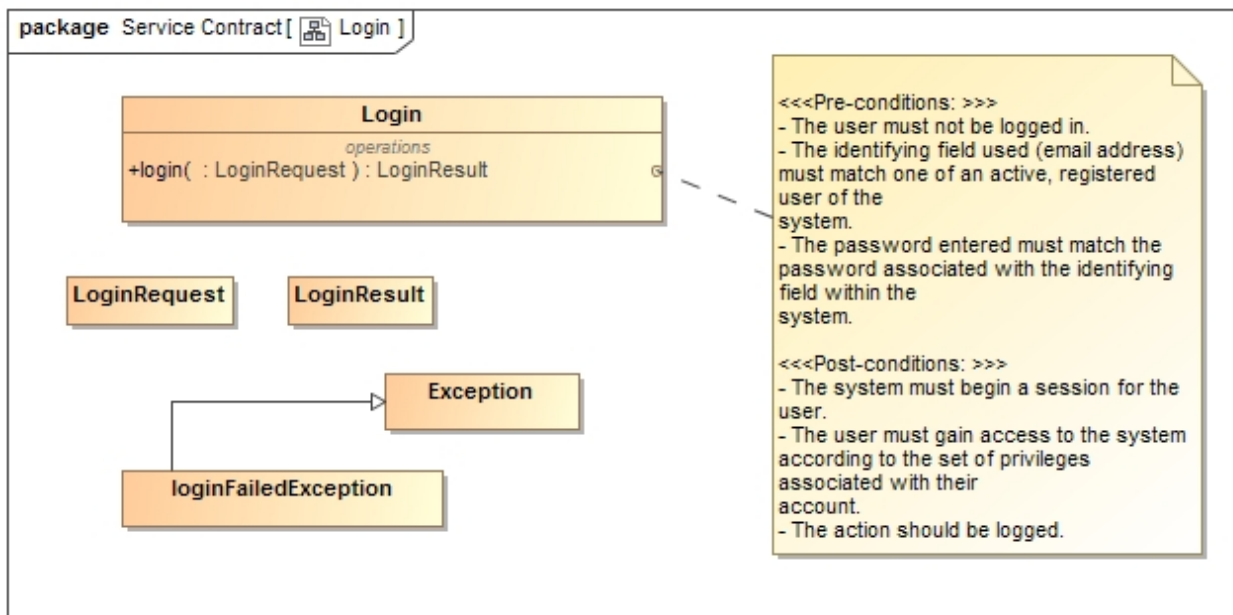 package Service Contract[ Login ]
Login
operations
+login( : LoginRequest ) : LoginResult
LoginRequest
LoginResult
Exception
loginFailedException
<<<Pre-conditions: >>>
- The user must not be logged in.
- The identifying field used (email address)
must match one of an active, registered
user of the
system.
- The password entered must match the
password associated with the identifying
field within the
system.
<<<Post-conditions: >>>
- The system must begin a session for the
user.
- The user must gain access to the system
according to the set of privileges
associated with their
account.
- The action should be logged.